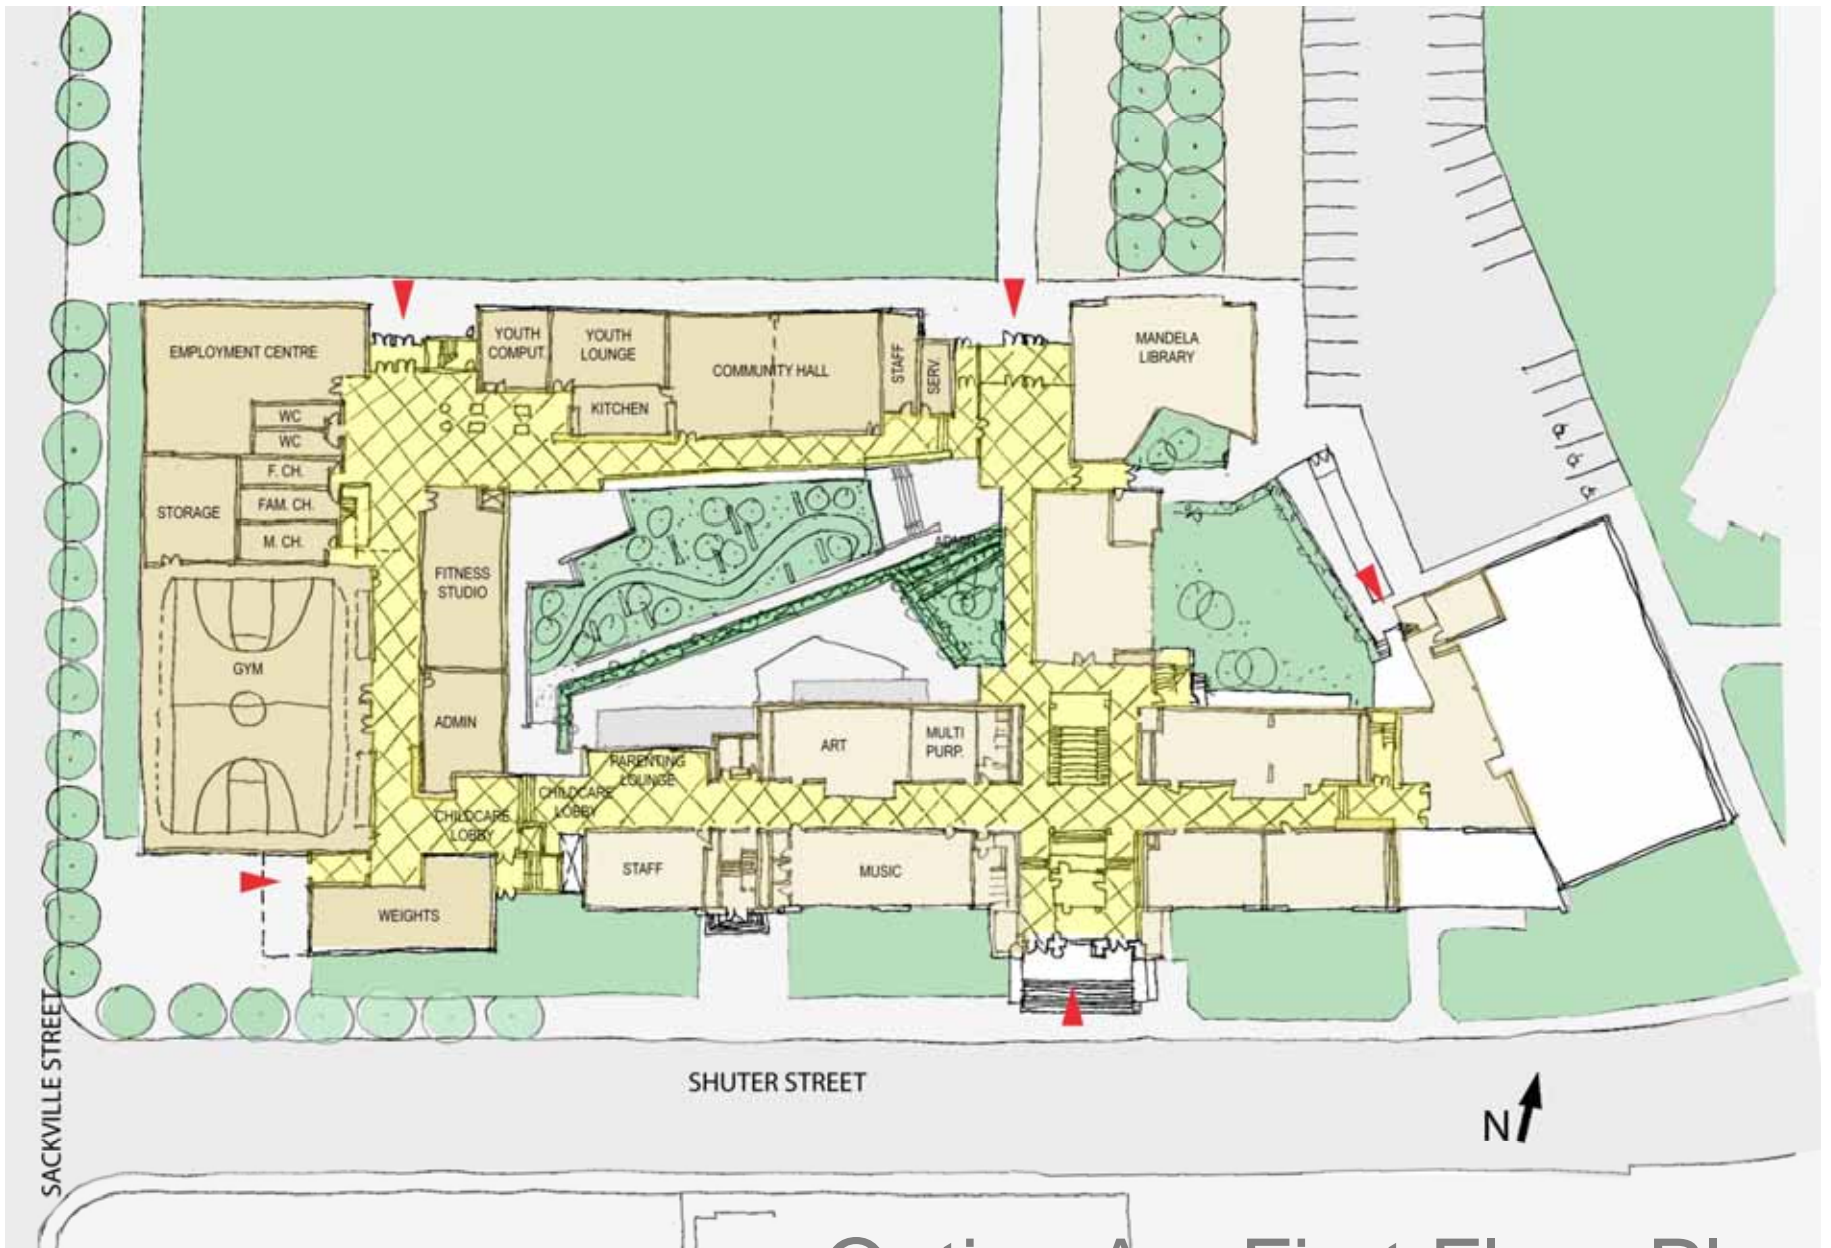 YOUTH
COMPUT.
YOUTH
LOUNGE
MANDELA
LIBRARY
EMPLOYMENT CENTRE
COMMUNITY HALL
STAFF
SERV.
KITCHEN
WC
WC
F. CH.
FAM. CH.
M. CH.
STORAGE
ADMIN
FITNESS
STUDIO
GYM
ADMIN
ART
MULTI
PURP.
PARENTING
LOUNGE
CHILDCARE
LOBBY
CHILDCARE
LOBBY
STAFF
MUSIC
WEIGHTS
SACKVILLE STREET
SHUTER STREET
N